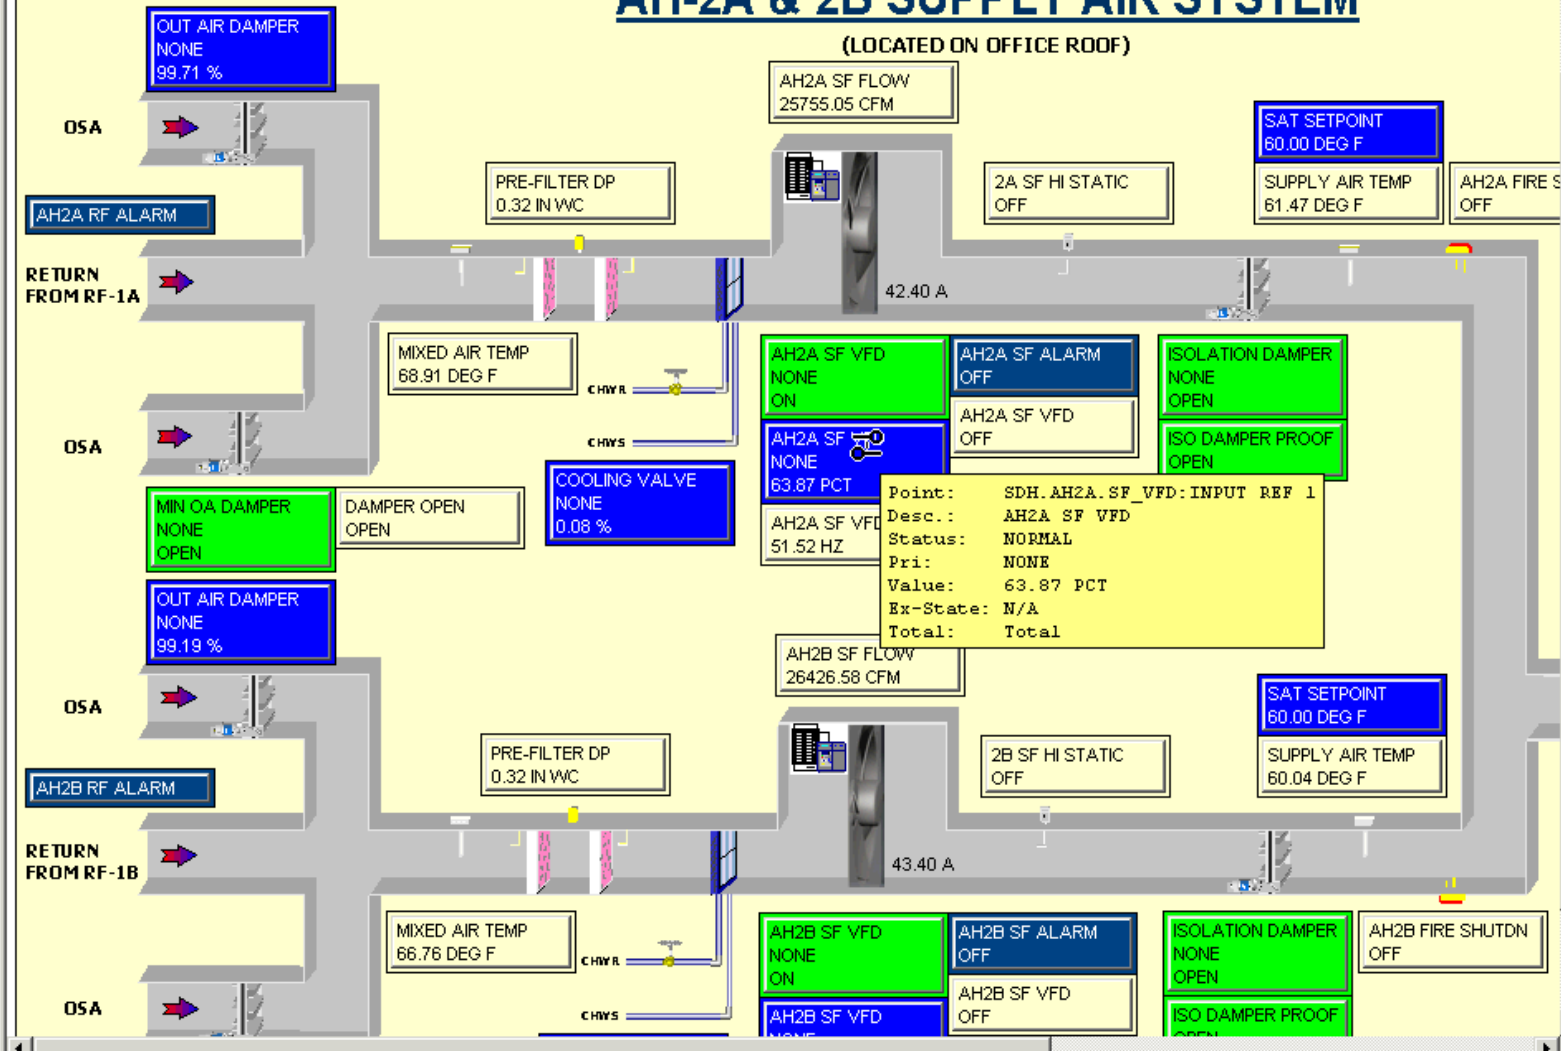 AH-2A & 2B SUPPLY AIR SYSTEM
(LOCATED ON OFFICE ROOF)
OUT AIR DAMPER
NONE
99.71 %
OSA
AH2A SF FLOW
25755.05 CFM
SAT SETPOINT
60.00 DEG F
PRE-FILTER DP
0.32 IN WC
2A SF HI STATIC
OFF
SUPPLY AIR TEMP
61.47 DEG F
AH2A FIRE S
OFF
AH2A RF ALARM
RETURN
FROM RF-1A
42.40 A
MIXED AIR TEMP
68.91 DEG F
CHWR
CHWS
AH2A SF VFD
NONE
ON
AH2A SF ALARM
OFF
AH2A SF VFD
OFF
ISOLATION DAMPER
NONE
OPEN
ISO DAMPER PROOF
OPEN
OSA
AH2A SF
NONE
63.87 PCT
AH2A SF VFD
51.52 HZ
COOLING VALVE
NONE
0.08 %
MIN OA DAMPER
NONE
OPEN
DAMPER OPEN
OPEN
Point: SDH.AH2A.SF_VFD:INPUT REF 1
Desc.: AH2A SF VFD
Status: NORMAL
Pri: NONE
Value: 63.87 PCT
Ex-State: N/A
Total: Total
OUT AIR DAMPER
NONE
99.19 %
OSA
AH2B SF FLOW
26426.58 CFM
SAT SETPOINT
60.00 DEG F
PRE-FILTER DP
0.32 IN WC
2B SF HI STATIC
OFF
SUPPLY AIR TEMP
60.04 DEG F
AH2B RF ALARM
RETURN
FROM RF-1B
43.40 A
MIXED AIR TEMP
66.76 DEG F
CHWR
CHWS
AH2B SF VFD
NONE
ON
AH2B SF ALARM
OFF
AH2B SF VFD
OFF
ISOLATION DAMPER
NONE
OPEN
AH2B FIRE SHUTDN
OFF
OSA
AH2B SF VFD
NONE
ISO DAMPER PROOF
OPEN